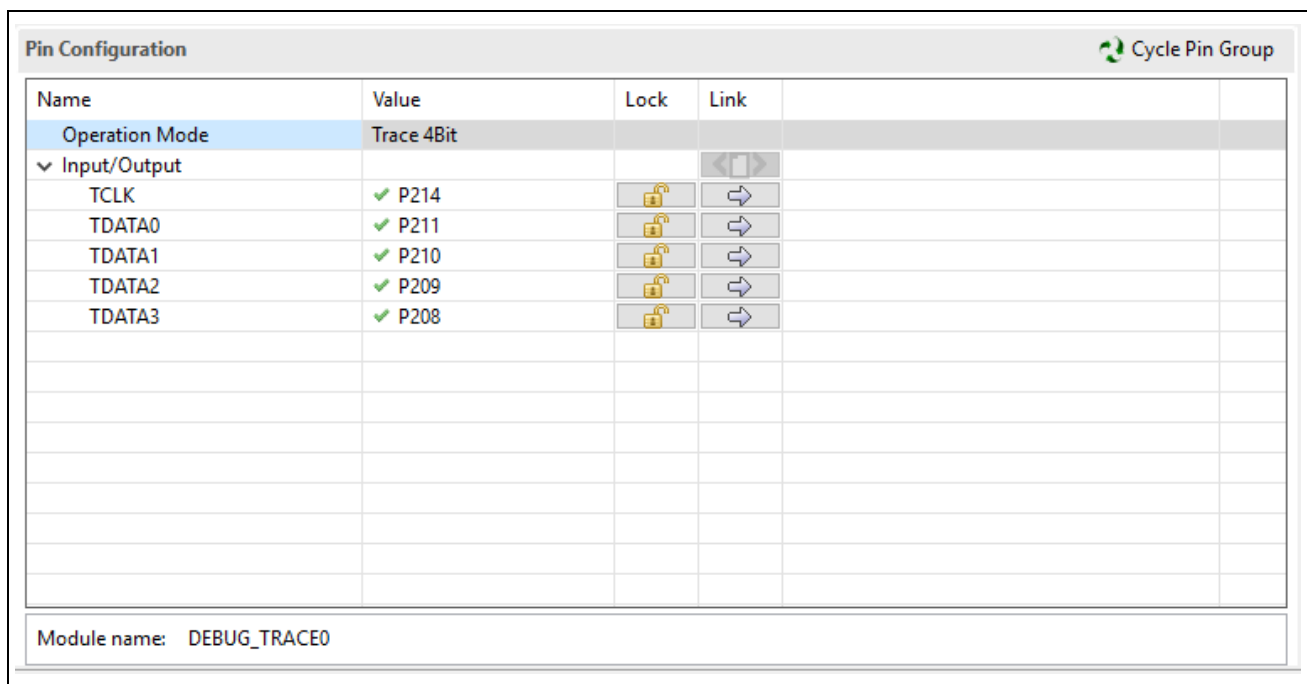 Pin Configuration Cycle Pin Group
Name Value Lock Link
Operation Mode Trace 4Bit
Input/Output
TCLK P214
TDATA0 P211
TDATA1 P210
TDATA2 P209
TDATA3 P208
Module name: DEBUG_TRACE0